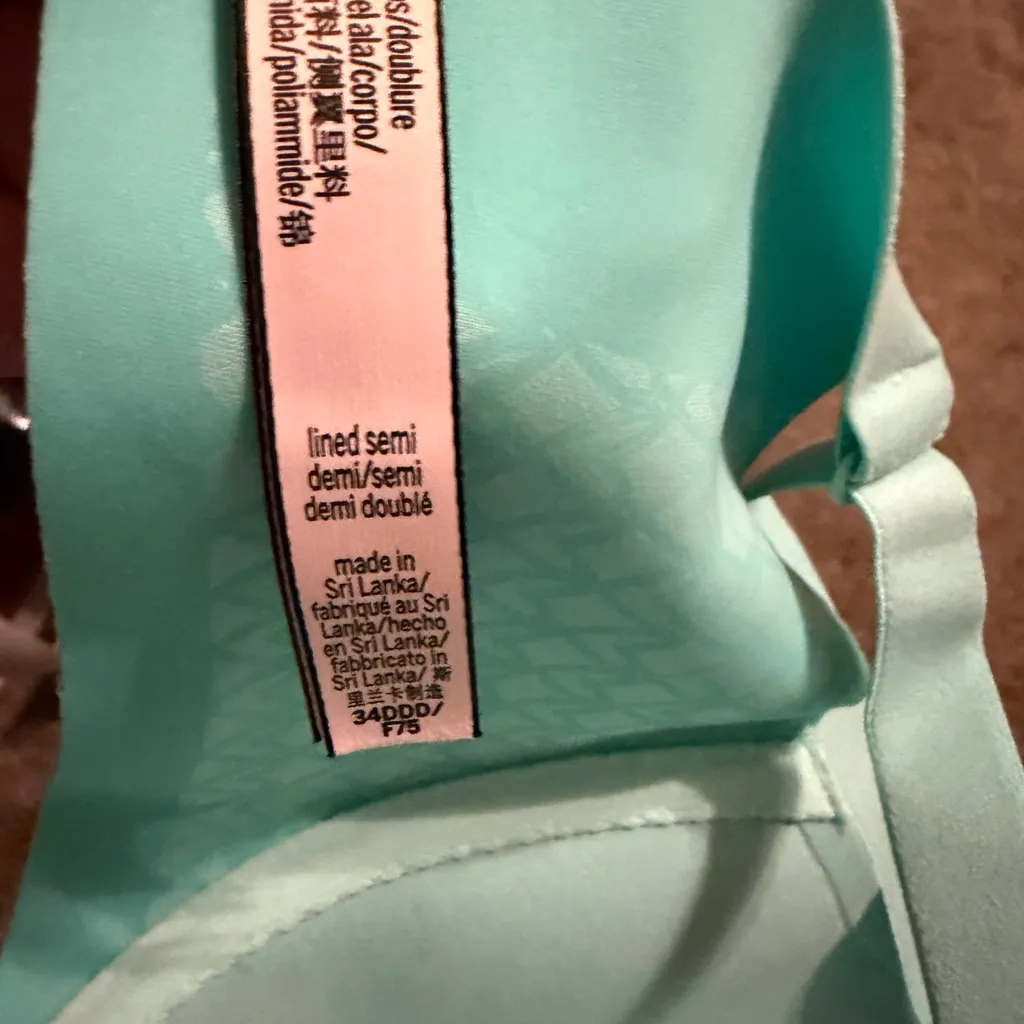 doublure
el ala/corpo/
料/侧翼里料
/poliammide/锦
lined semi
demi/semi
demi doublé
made in
Sri Lanka/
fabriqué au Sri
Lanka/hecho
en Sri Lanka/
fabbricato in
Sri Lanka/ 斯
里兰卡制造
34DDD/
F75